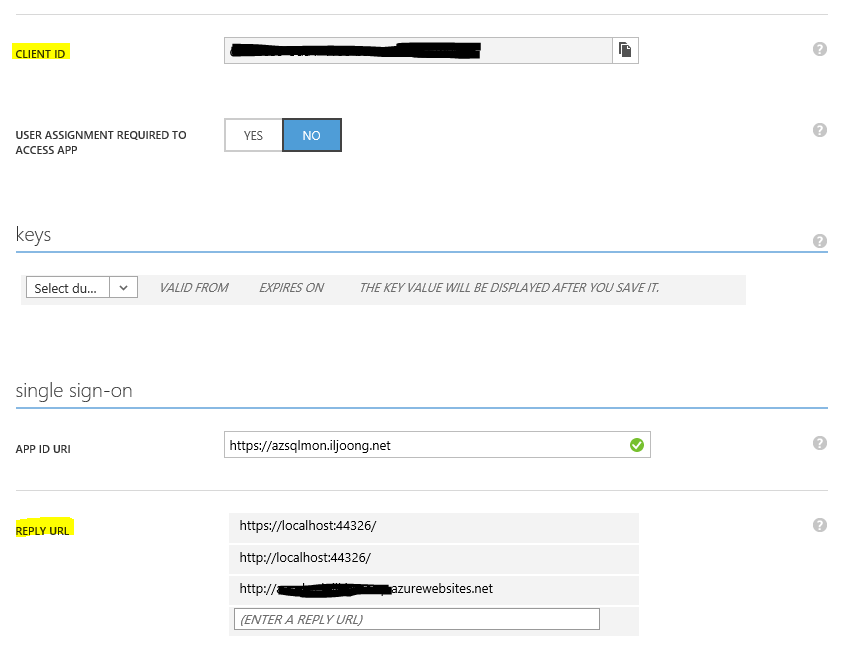 CLIENT ID
USER ASSIGNMENT REQUIRED TO
ACCESS APP
YES NO
keys
Select du... VALID FROM EXPIRES ON THE KEY VALUE WILL BE DISPLAYED AFTER YOU SAVE IT.
single sign-on
APP ID URI https://azsqlmon.iljoong.net
REPLY URL https://localhost:44326/
http://localhost:44326/
http:// azurewebsites.net
(ENTER A REPLY URL)